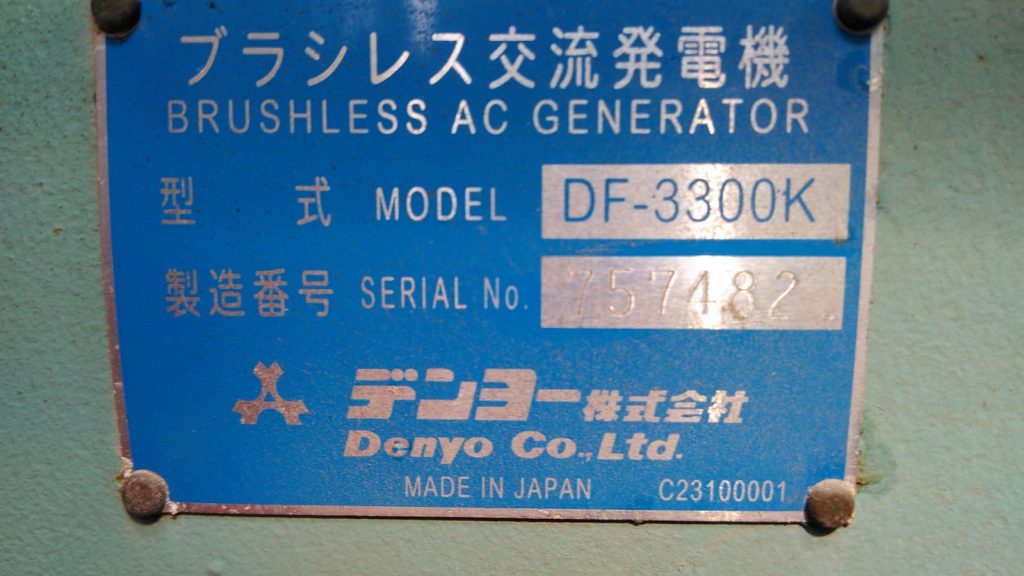 ブラシレス交流発電機
BRUSHLESS AC GENERATOR
型 式 MODEL DF-3300K
製造番号 SERIAL No. 757482
デンヨー株式会社
Denyo Co.,Ltd.
MADE IN JAPAN C23100001